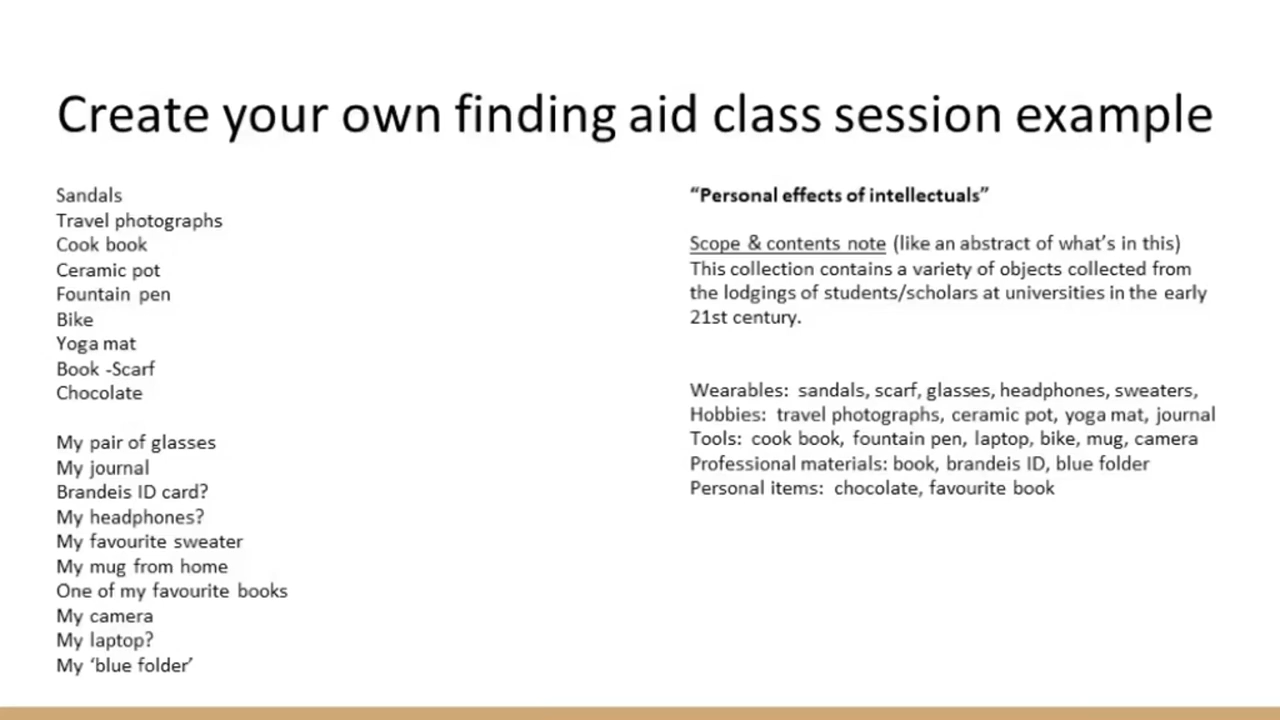 Create your own finding aid class session example
Sandals
Travel photographs
Cook book
Ceramic pot
Fountain pen
Bike
Yoga mat
Book -Scarf
Chocolate
My pair of glasses
My journal
Brandeis ID card?
My headphones?
My favourite sweater
My mug from home
One of my favourite books
My camera
My laptop?
My ‘blue folder’
“Personal effects of intellectuals”
Scope & contents note (like an abstract of what’s in this)
This collection contains a variety of objects collected from
the lodgings of students/scholars at universities in the early
21st century.
Wearables: sandals, scarf, glasses, headphones, sweaters,
Hobbies: travel photographs, ceramic pot, yoga mat, journal
Tools: cook book, fountain pen, laptop, bike, mug, camera
Professional materials: book, brandeis ID, blue folder
Personal items: chocolate, favourite book